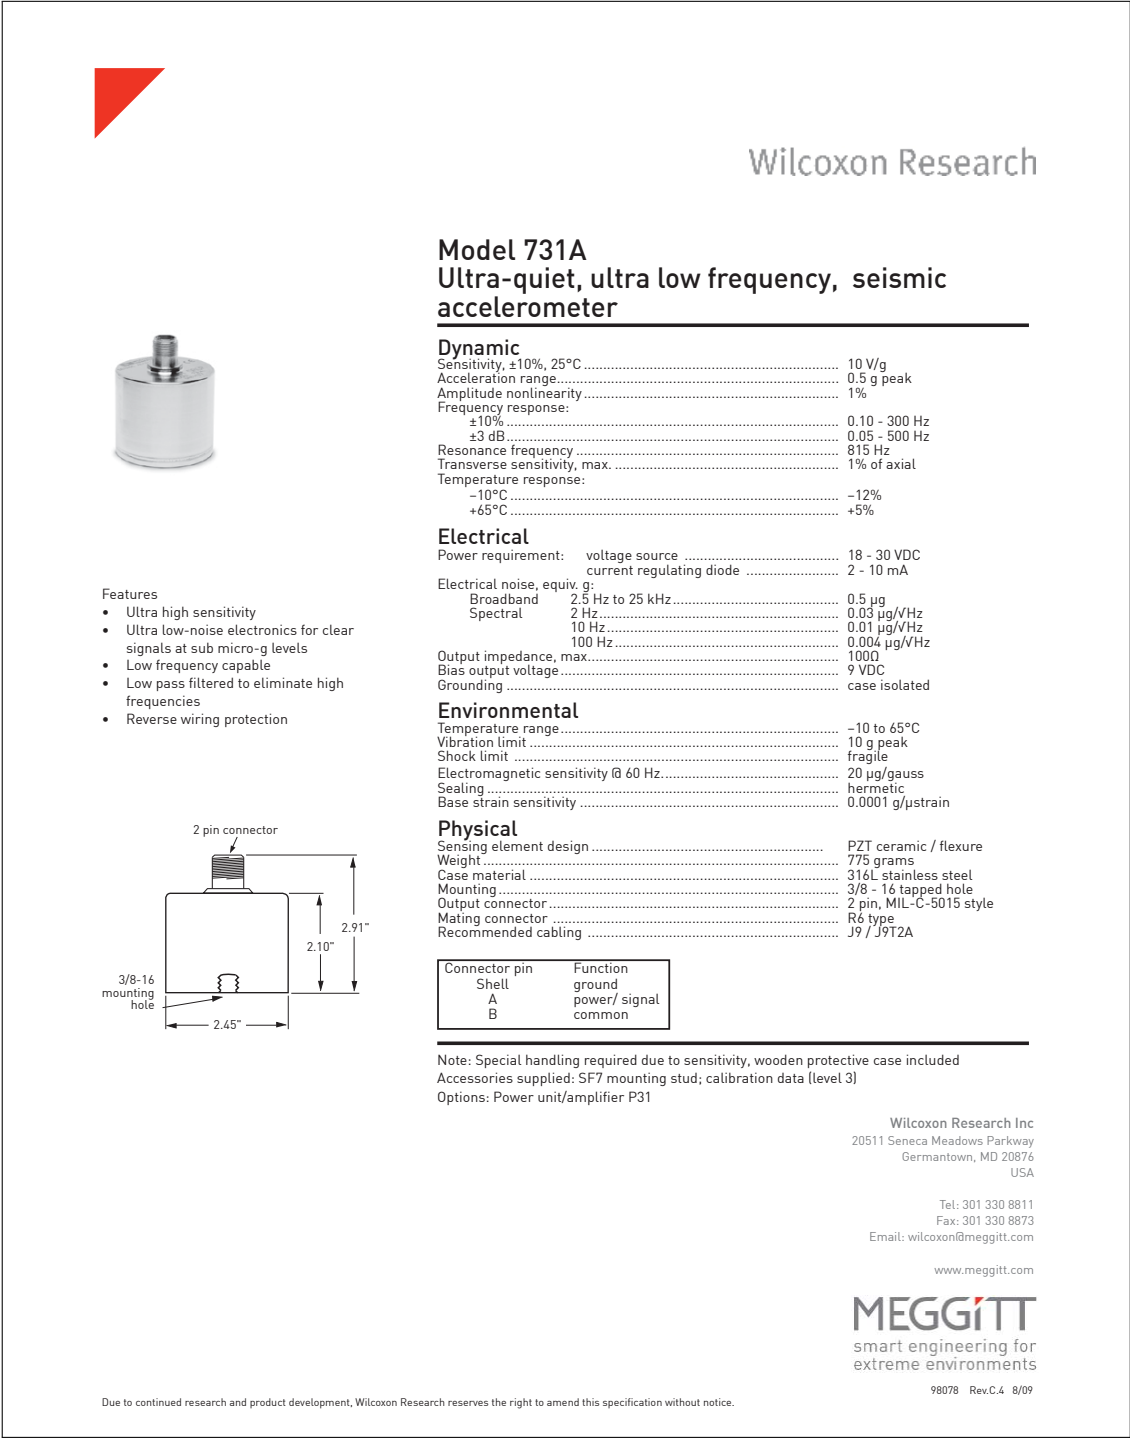 Wilcoxon Research
Model 731A
Ultra-quiet, ultra low frequency, seismic
accelerometer
Dynamic
Sensitivity, ±10%, 25°C ........ 10 V/g
Acceleration range........ 0.5 g peak
Amplitude nonlinearity ........ 1%
Frequency response:
±10% ........ 0.10 - 300 Hz
±3 dB ........ 0.05 - 500 Hz
Resonance frequency ........ 815 Hz
Transverse sensitivity, max. ........ 1% of axial
Temperature response:
–10°C ........ –12%
+65°C ........ +5%
Electrical
Power requirement: voltage source ........ 18 - 30 VDC
current regulating diode ........ 2 - 10 mA
Electrical noise, equiv. g:
Broadband 2.5 Hz to 25 kHz ........ 0.5 µg
Spectral 2 Hz ........ 0.03 µg/√Hz
10 Hz ........ 0.01 µg/√Hz
100 Hz ........ 0.004 µg/√Hz
Output impedance, max........ 100Ω
Bias output voltage ........ 9 VDC
Grounding ........ case isolated
Environmental
Temperature range ........ –10 to 65°C
Vibration limit ........ 10 g peak
Shock limit ........ fragile
Electromagnetic sensitivity @ 60 Hz........ 20 µg/gauss
Sealing ........ hermetic
Base strain sensitivity ........ 0.0001 g/µstrain
Physical
Sensing element design ........ PZT ceramic / flexure
Weight ........ 775 grams
Case material ........ 316L stainless steel
Mounting ........ 3/8 - 16 tapped hole
Output connector ........ 2 pin, MIL-C-5015 style
Mating connector ........ R6 type
Recommended cabling ........ J9 / J9T2A
Connector pin Function
Shell ground
A power/ signal
B common
Note: Special handling required due to sensitivity, wooden protective case included
Accessories supplied: SF7 mounting stud; calibration data (level 3)
Options: Power unit/amplifier P31
Features
• Ultra high sensitivity
• Ultra low-noise electronics for clear
signals at sub micro-g levels
• Low frequency capable
• Low pass filtered to eliminate high
frequencies
• Reverse wiring protection
2 pin connector
2.91"
2.10"
3/8-16
mounting
hole
2.45"
Wilcoxon Research Inc
20511 Seneca Meadows Parkway
Germantown, MD 20876
USA
Tel: 301 330 8811
Fax: 301 330 8873
Email: wilcoxon@meggitt.com
www.meggitt.com
MEGGiTT
smart engineering for
extreme environments
98078 Rev.C.4 8/09
Due to continued research and product development, Wilcoxon Research reserves the right to amend this specification without notice.